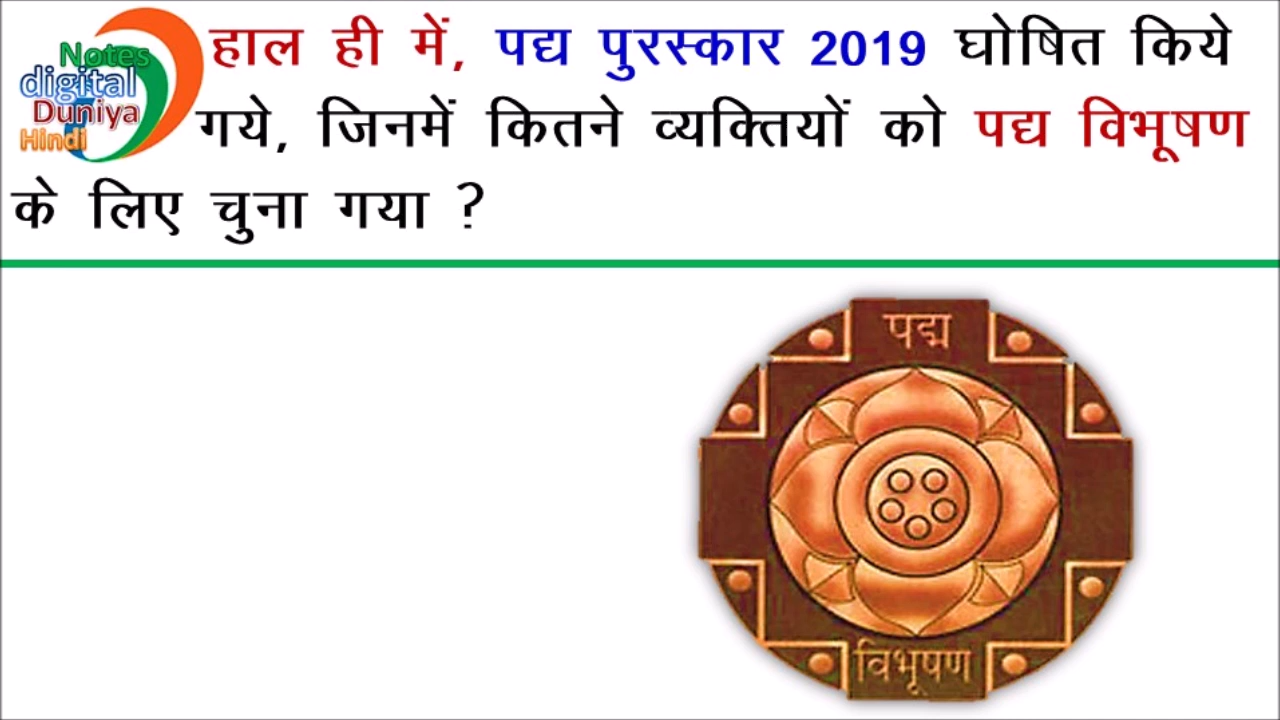 Notes
digital
Duniya
Hindi
हाल ही में, पद्य पुरस्कार 2019 घोषित किये
गये, जिनमें कितने व्यक्तियों को पद्य विभूषण
के लिए चुना गया ?
पद्म
विभूषण